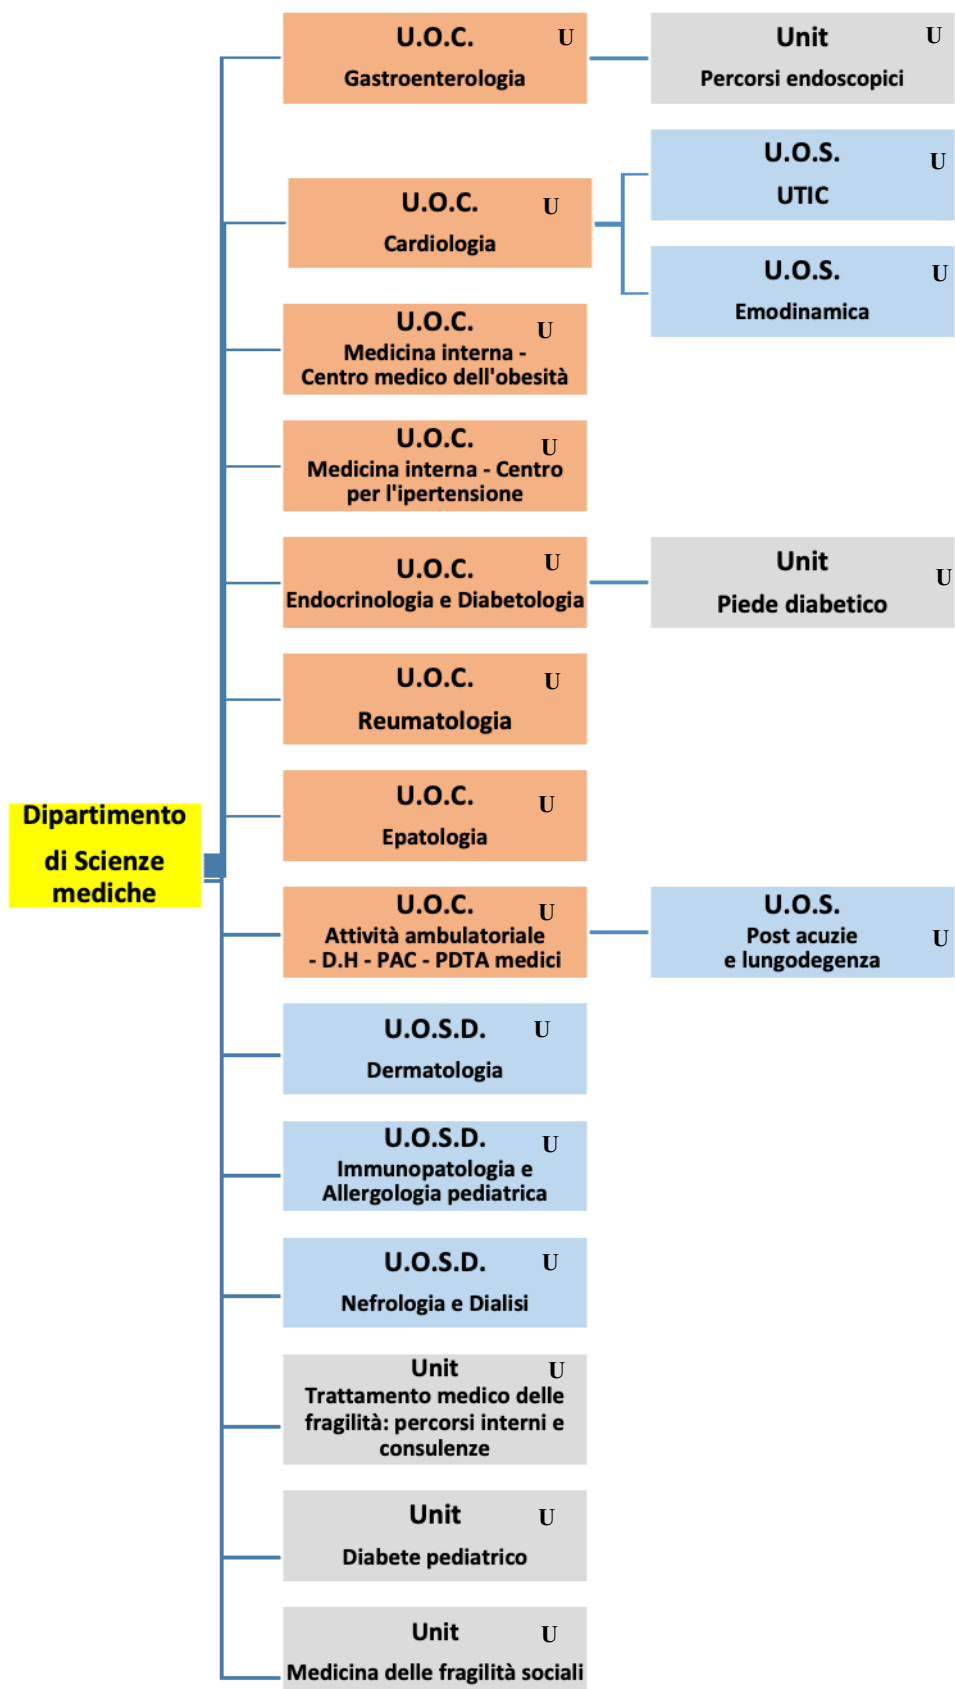 U.O.C. U
Gastroenterologia
Unit U
Percorsi endoscopici
U.O.C. U
Cardiologia
U.O.S. U
UTIC
U.O.S. U
Emodinamica
U.O.C. U
Medicina interna -
Centro medico dell'obesità
U.O.C. U
Medicina interna - Centro
per l'ipertensione
U.O.C. U
Endocrinologia e Diabetologia
Unit U
Piede diabetico
U.O.C. U
Reumatologia
U.O.C. U
Epatologia
Dipartimento
di Scienze
mediche
U.O.C. U
Attività ambulatoriale
- D.H - PAC - PDTA medici
U.O.S.
Post acuzie U
e lungodegenza
U.O.S.D. U
Dermatologia
U.O.S.D. U
Immunopatologia e
Allergologia pediatrica
U.O.S.D. U
Nefrologia e Dialisi
Unit U
Trattamento medico delle
fragilità: percorsi interni e
consulenze
Unit U
Diabete pediatrico
Unit U
Medicina delle fragilità sociali